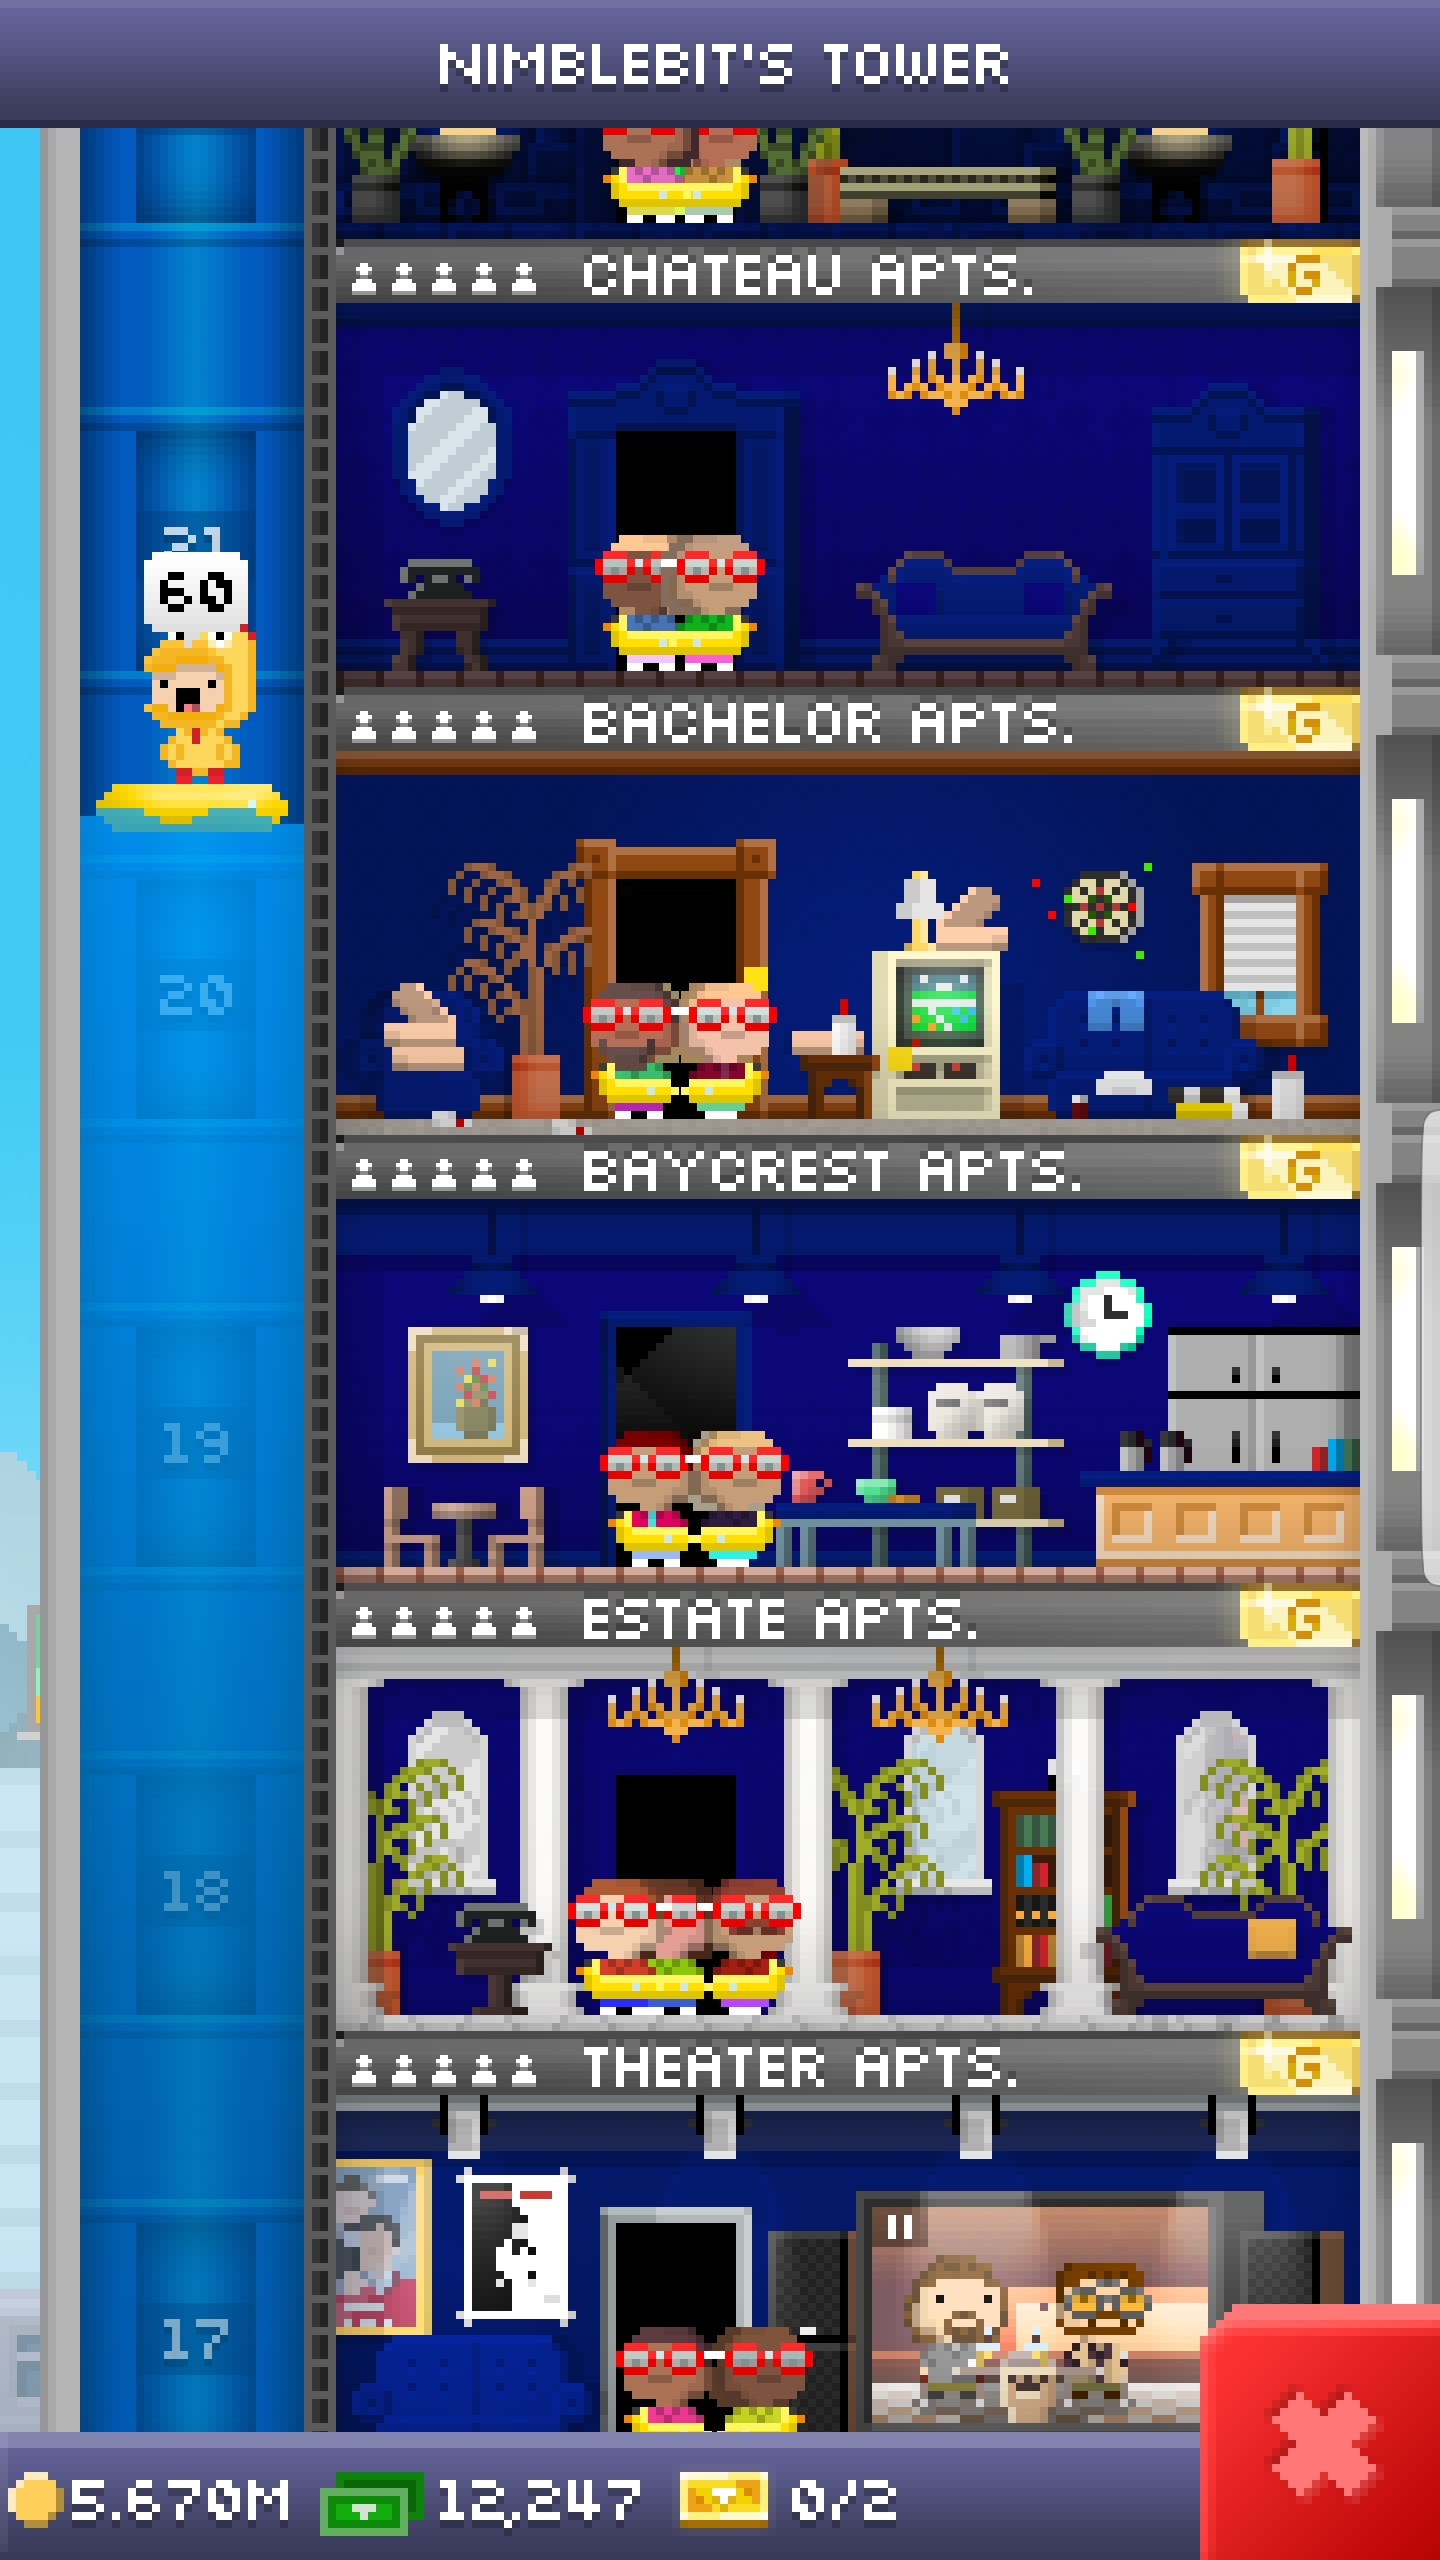 NIMBLEBIT'S TOWER
CHATEAU APTS. G
21
60
BACHELOR APTS. G
20
BAYCREST APTS. G
19
ESTATE APTS. G
18
THEATER APTS. G
17
5.670M 12,247 0/2